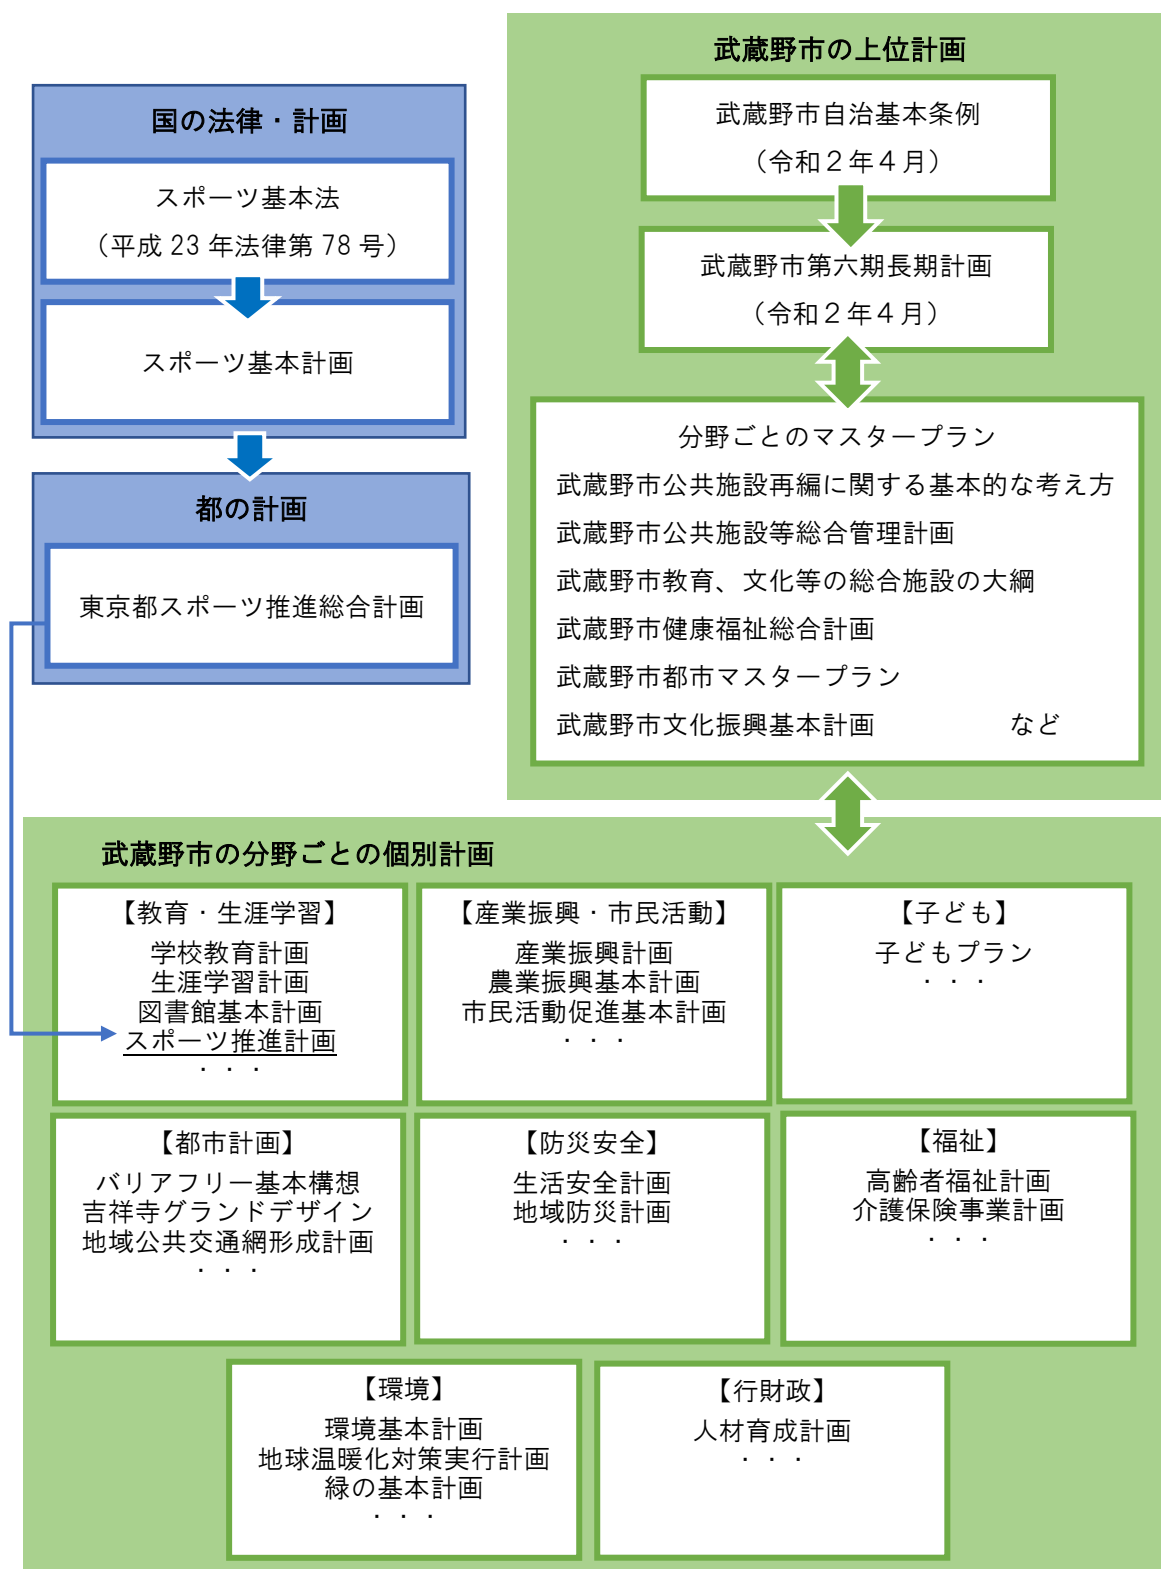 国の法律・計画
スポーツ基本法
（平成 23 年法律第 78 号）
スポーツ基本計画
都の計画
東京都スポーツ推進総合計画
武蔵野市の上位計画
武蔵野市自治基本条例
（令和２年４月）
武蔵野市第六期長期計画
（令和２年４月）
分野ごとのマスタープラン
武蔵野市公共施設再編に関する基本的な考え方
武蔵野市公共施設等総合管理計画
武蔵野市教育、文化等の総合施設の大綱
武蔵野市健康福祉総合計画
武蔵野市都市マスタープラン
武蔵野市文化振興基本計画　　　　　など
武蔵野市の分野ごとの個別計画
【教育・生涯学習】
学校教育計画
生涯学習計画
図書館基本計画
スポーツ推進計画
・・・
【産業振興・市民活動】
産業振興計画
農業振興基本計画
市民活動促進基本計画
・・・
【子ども】
子どもプラン
・・・
【都市計画】
バリアフリー基本構想
吉祥寺グランドデザイン
地域公共交通網形成計画
・・・
【防災安全】
生活安全計画
地域防災計画
・・・
【福祉】
高齢者福祉計画
介護保険事業計画
・・・
【環境】
環境基本計画
地球温暖化対策実行計画
緑の基本計画
・・・
【行財政】
人材育成計画
・・・